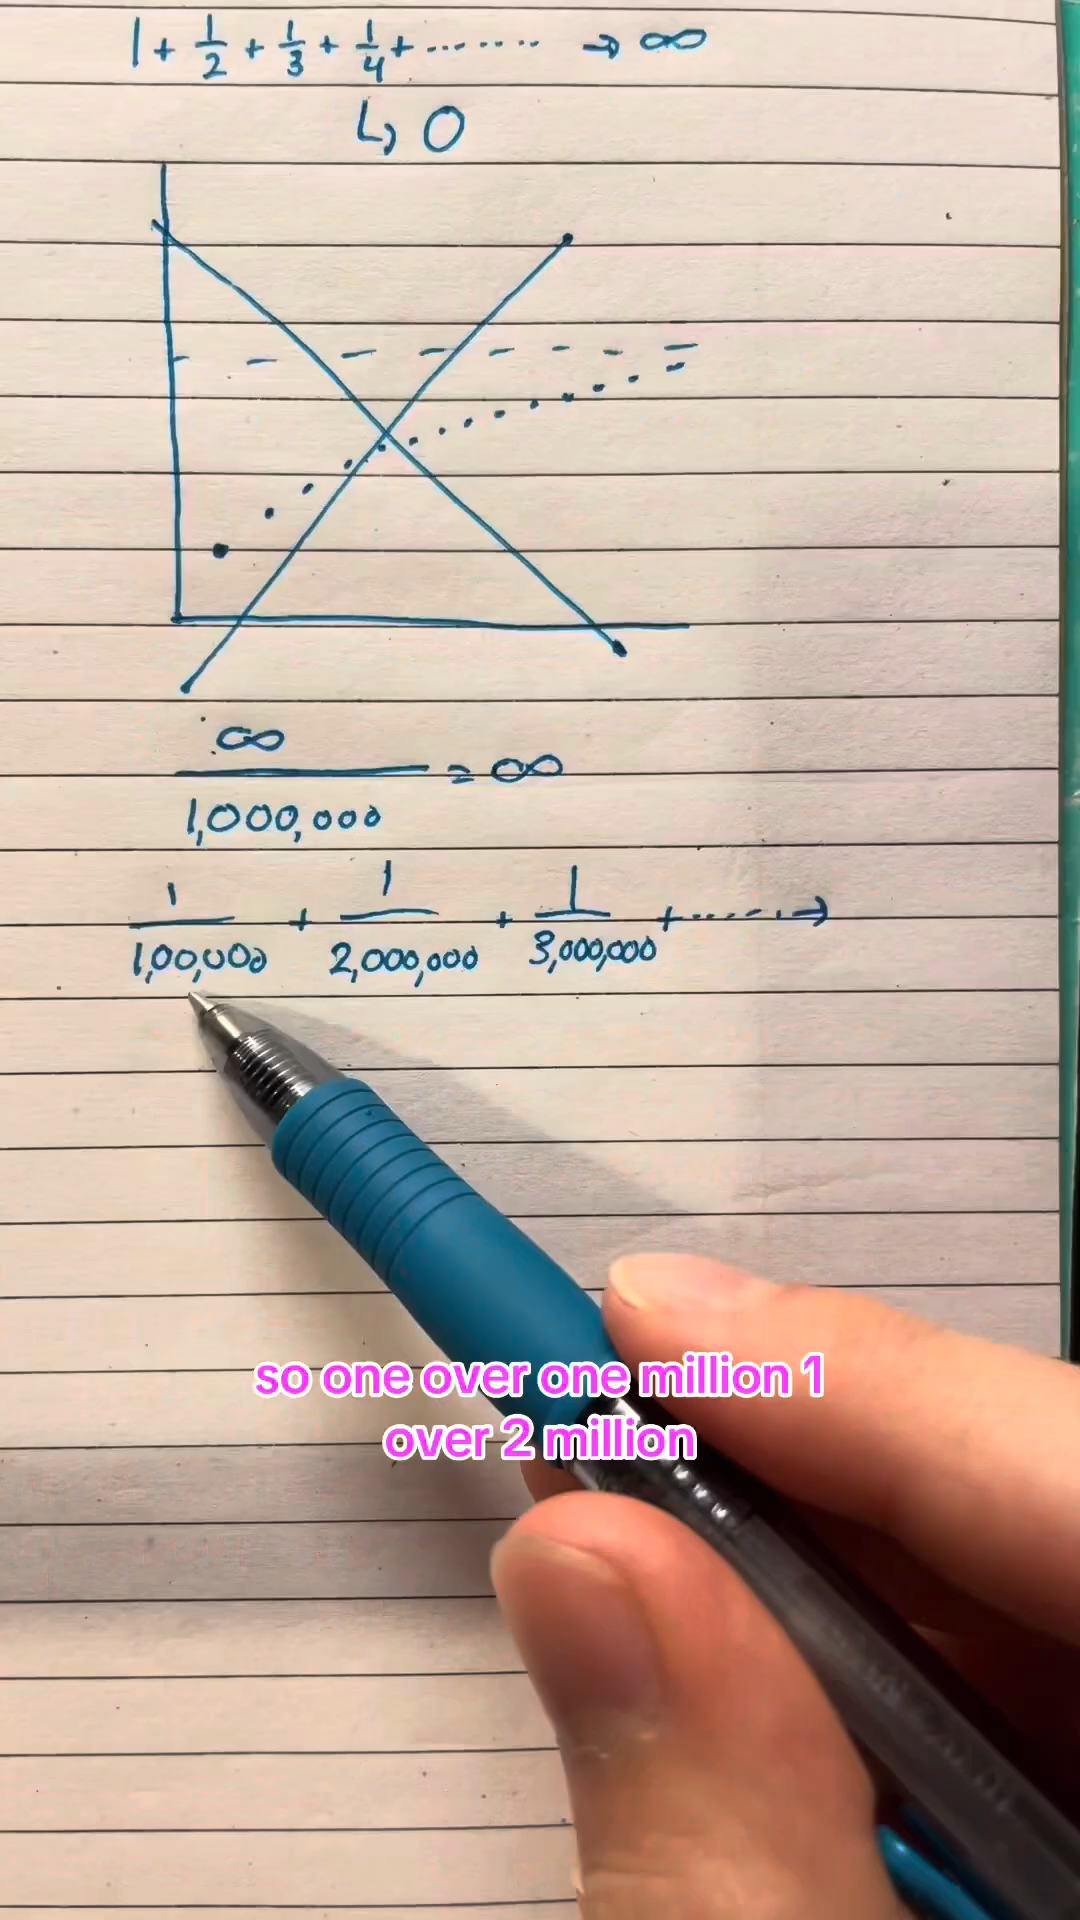 1 + 1/2 + 1/3 + 1/4 + ........ → ∞
↳ 0
∞/1,000,000 = ∞
1/1,00,000 + 1/2,000,000 + 1/3,000,000 + ......→
so one over one million 1
over 2 million